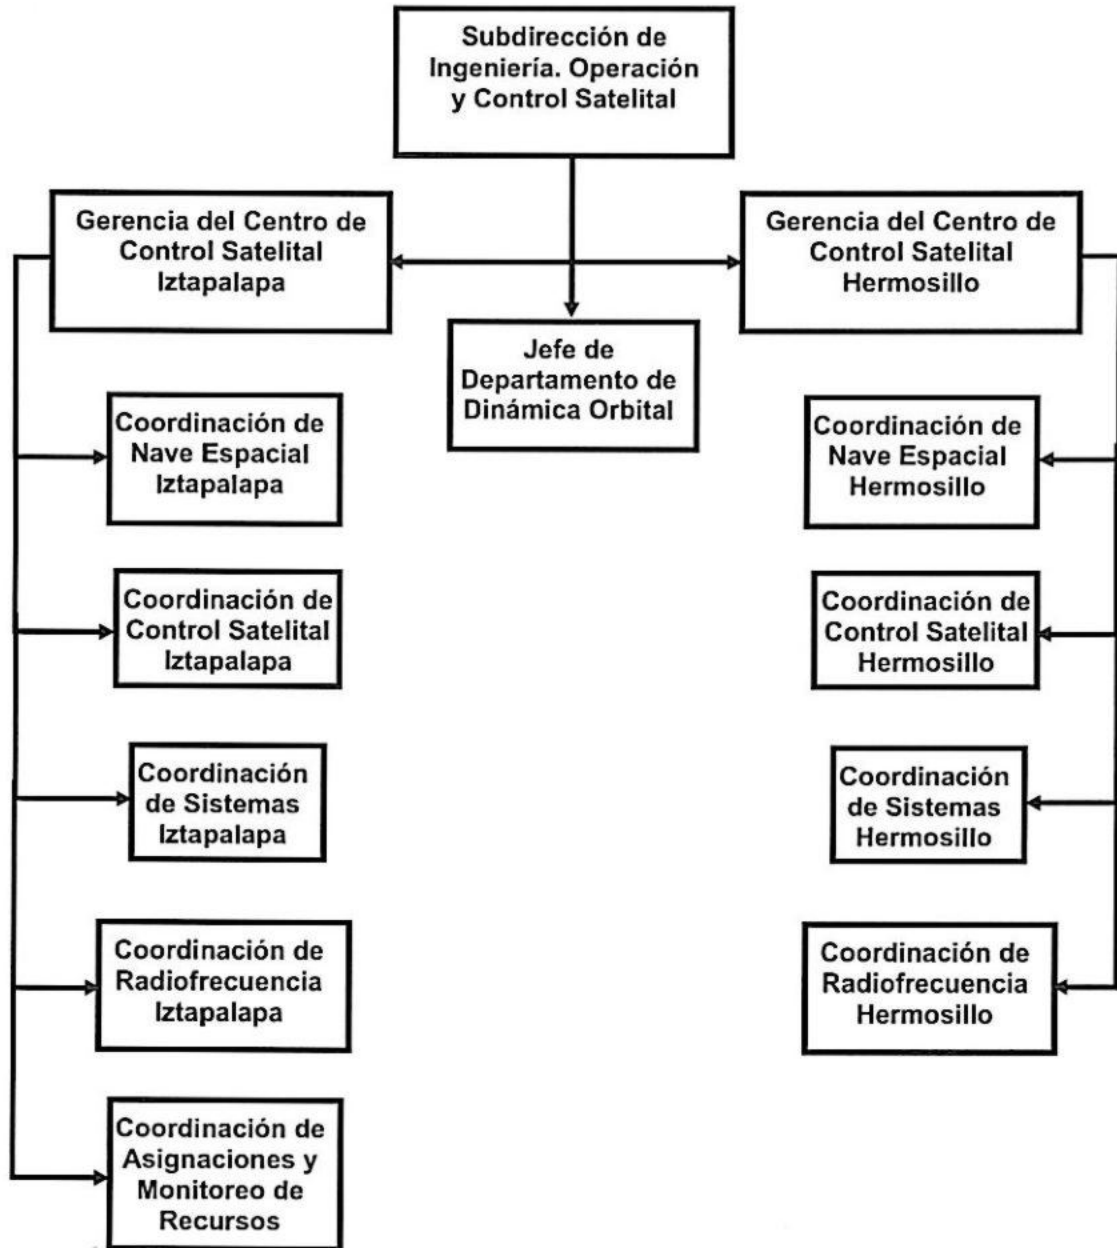 Subdirección de
Ingeniería. Operación
y Control Satelital
Gerencia del Centro de
Control Satelital
Iztapalapa
Gerencia del Centro de
Control Satelital
Hermosillo
Jefe de
Departamento de
Dinámica Orbital
Coordinación de
Nave Espacial
Iztapalapa
Coordinación de
Nave Espacial
Hermosillo
Coordinación de
Control Satelital
Iztapalapa
Coordinación de
Control Satelital
Hermosillo
Coordinación
de Sistemas
Iztapalapa
Coordinación
de Sistemas
Hermosillo
Coordinación de
Radiofrecuencia
Iztapalapa
Coordinación de
Radiofrecuencia
Hermosillo
Coordinación de
Asignaciones y
Monitoreo de
Recursos